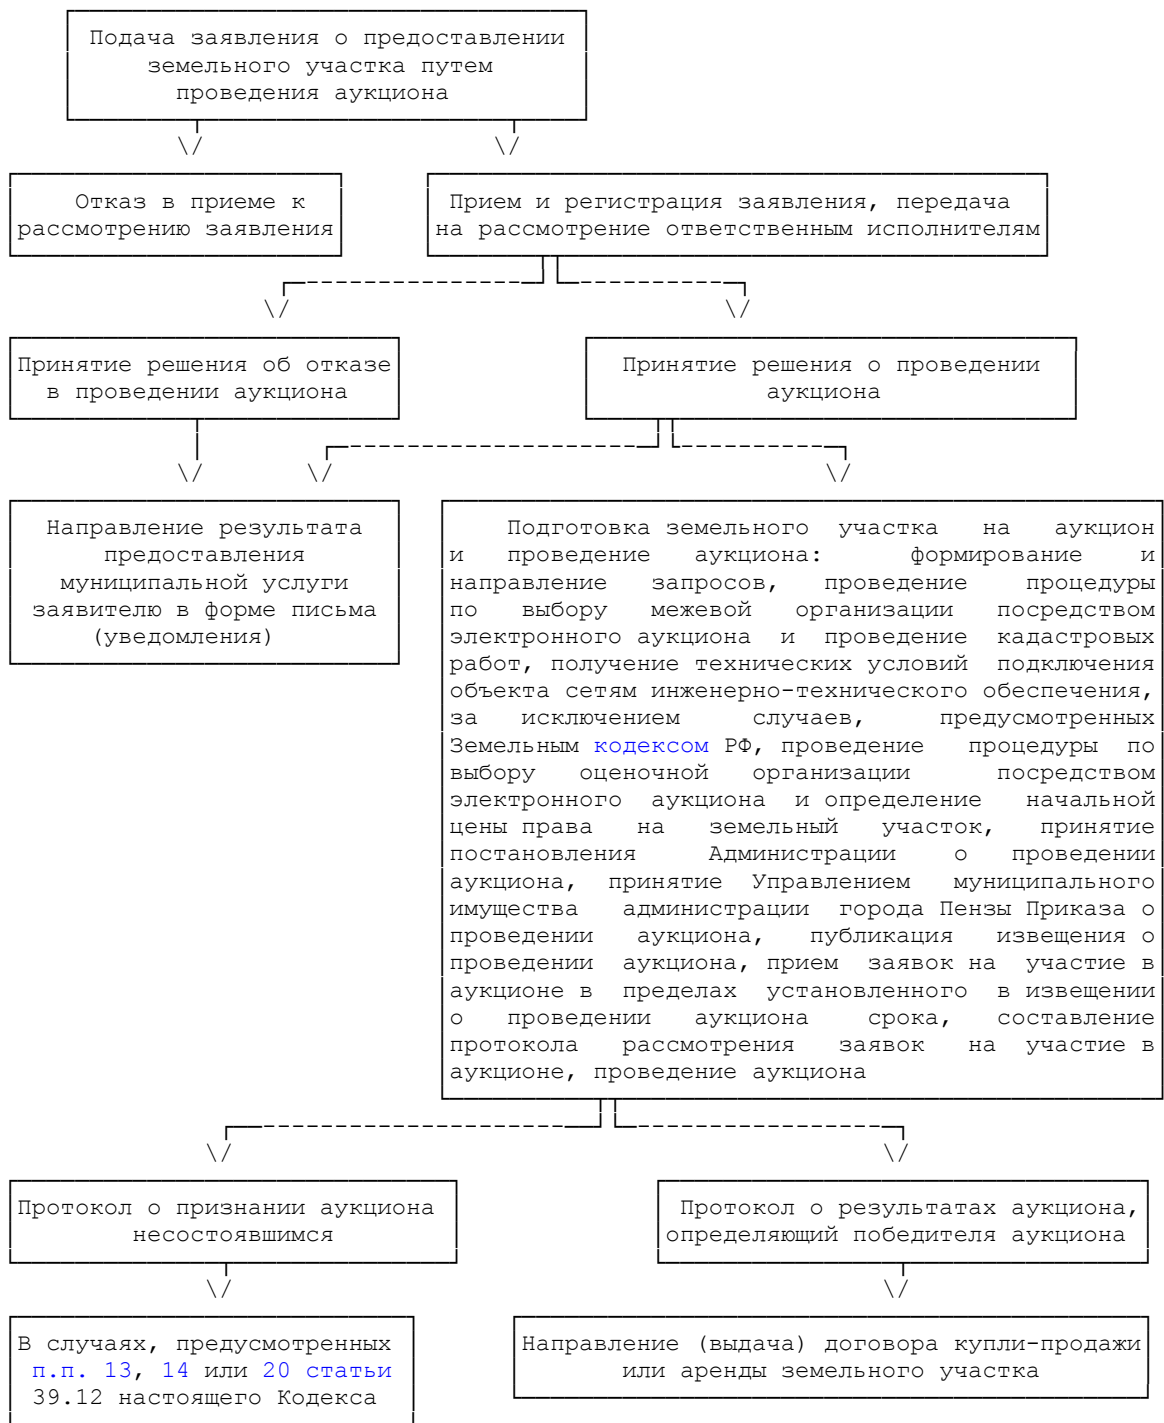 Подача заявления о предоставлении
земельного участка путем
проведения аукциона
Отказ в приеме к
рассмотрению заявления
Прием и регистрация заявления, передача
на рассмотрение ответственным исполнителям
Принятие решения об отказе
в проведении аукциона
Принятие решения о проведении
аукциона
Направление результата
предоставления
муниципальной услуги
заявителю в форме письма
(уведомления)
Подготовка земельного участка на аукцион
и проведение аукциона: формирование и
направление запросов, проведение процедуры
по выбору межевой организации посредством
электронного аукциона и проведение кадастровых
работ, получение технических условий подключения
объекта сетям инженерно-технического обеспечения,
за исключением случаев, предусмотренных
Земельным кодексом РФ, проведение процедуры по
выбору оценочной организации посредством
электронного аукциона и определение начальной
цены права на земельный участок, принятие
постановления Администрации о проведении
аукциона, принятие Управлением муниципального
имущества администрации города Пензы Приказа о
проведении аукциона, публикация извещения о
проведении аукциона, прием заявок на участие в
аукционе в пределах установленного в извещении
о проведении аукциона срока, составление
протокола рассмотрения заявок на участие в
аукционе, проведение аукциона
Протокол о признании аукциона
несостоявшимся
Протокол о результатах аукциона,
определяющий победителя аукциона
В случаях, предусмотренных
п.п. 13, 14 или 20 статьи
39.12 настоящего Кодекса
Направление (выдача) договора купли-продажи
или аренды земельного участка